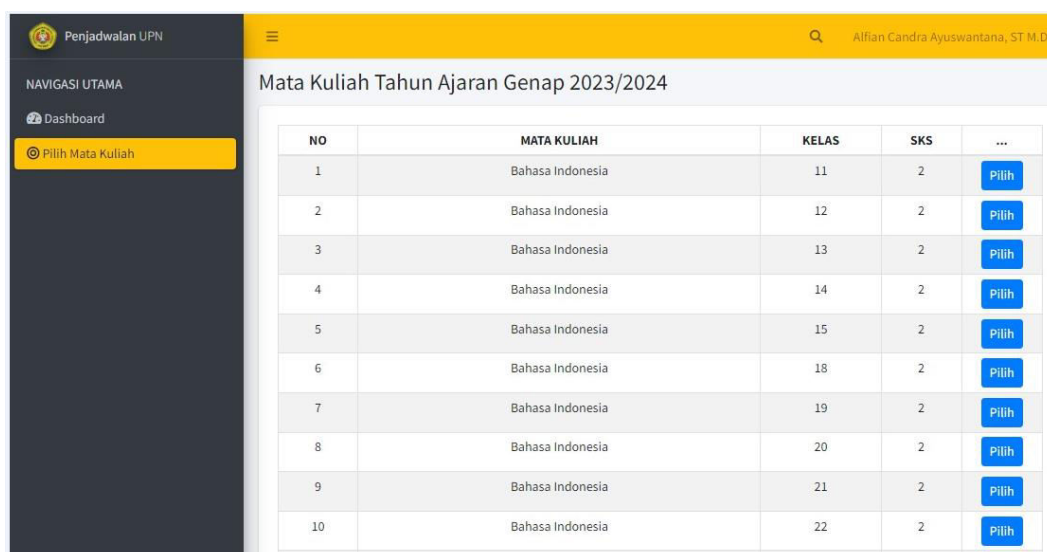 Penjadwalan UPN
Alfian Candra Ayuswantana, ST M.D
NAVIGASI UTAMA
Dashboard
Pilih Mata Kuliah
Mata Kuliah Tahun Ajaran Genap 2023/2024
NO MATA KULIAH KELAS SKS ...
1 Bahasa Indonesia 11 2 Pilih
2 Bahasa Indonesia 12 2 Pilih
3 Bahasa Indonesia 13 2 Pilih
4 Bahasa Indonesia 14 2 Pilih
5 Bahasa Indonesia 15 2 Pilih
6 Bahasa Indonesia 18 2 Pilih
7 Bahasa Indonesia 19 2 Pilih
8 Bahasa Indonesia 20 2 Pilih
9 Bahasa Indonesia 21 2 Pilih
10 Bahasa Indonesia 22 2 Pilih